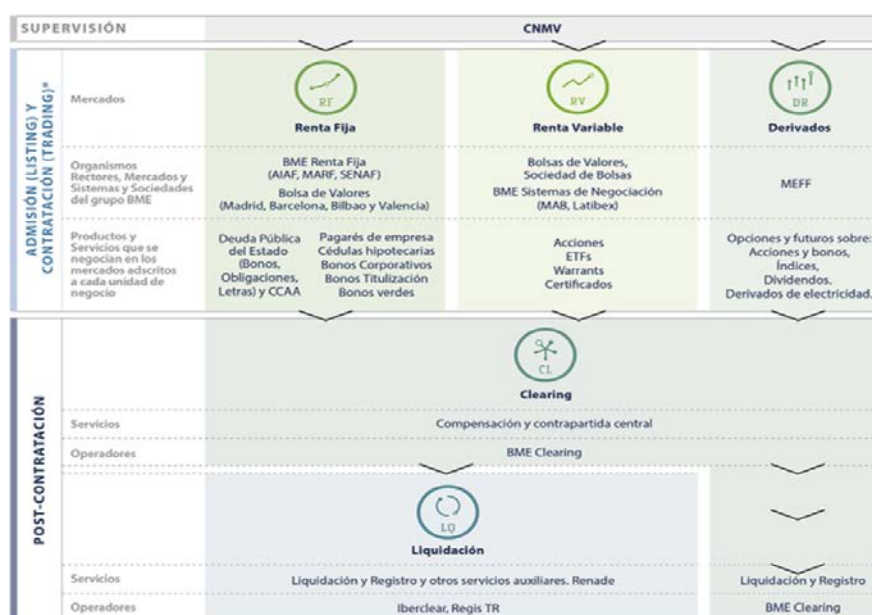 SUPERVISIÓN
CNMV
ADMISIÓN (LISTING) Y
CONTRATACIÓN (TRADING)*
Mercados
RF
Renta Fija
RV
Renta Variable
DR
Derivados
Organismos
Rectores, Mercados y
Sistemas y Sociedades
del grupo BME
BME Renta Fija
(AIAF, MARF, SENAF)
Bolsa de Valores
(Madrid, Barcelona, Bilbao y Valencia)
Bolsas de Valores,
Sociedad de Bolsas
BME Sistemas de Negociación
(MAB, Latibex)
MEFF
Productos y
Servicios que se
negocian en los
mercados adscritos
a cada unidad de
negocio
Deuda Pública
del Estado
(Bonos,
Obligaciones,
Letras) y CCAA
Pagarés de empresa
Cédulas hipotecarias
Bonos Corporativos
Bonos Titulización
Bonos verdes
Acciones
ETFs
Warrants
Certificados
Opciones y futuros sobre:
Acciones y bonos,
Índices,
Dividendos.
Derivados de electricidad.
POST-CONTRATACIÓN
CL
Clearing
Servicios
Compensación y contrapartida central
Operadores
BME Clearing
LQ
Liquidación
Servicios
Liquidación y Registro y otros servicios auxiliares. Renade
Liquidación y Registro
Operadores
Iberclear, Regis TR
BME Clearing